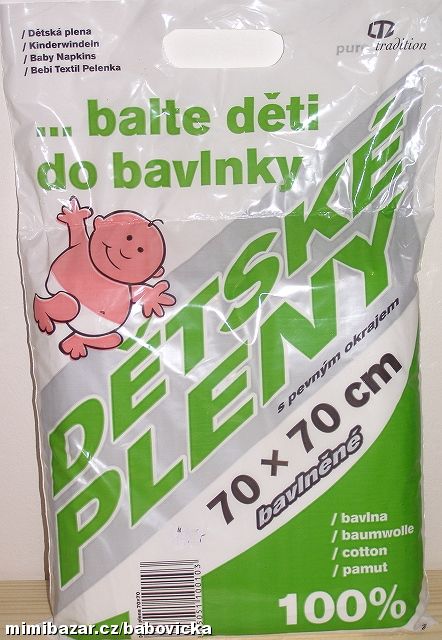 / Dětská plena
/ Kinderwindeln
/ Baby Napkins
/ Bebi Textil Pelenka
pure tradition
... balte děti
do bavlnky
DĚTSKÉ
PLENY
s pevným okrajem
70 × 70 cm
bavlněné
/ bavlna
/ baumwolle
/ cotton
/ pamut
100%
mimibazar.cz/babovicka